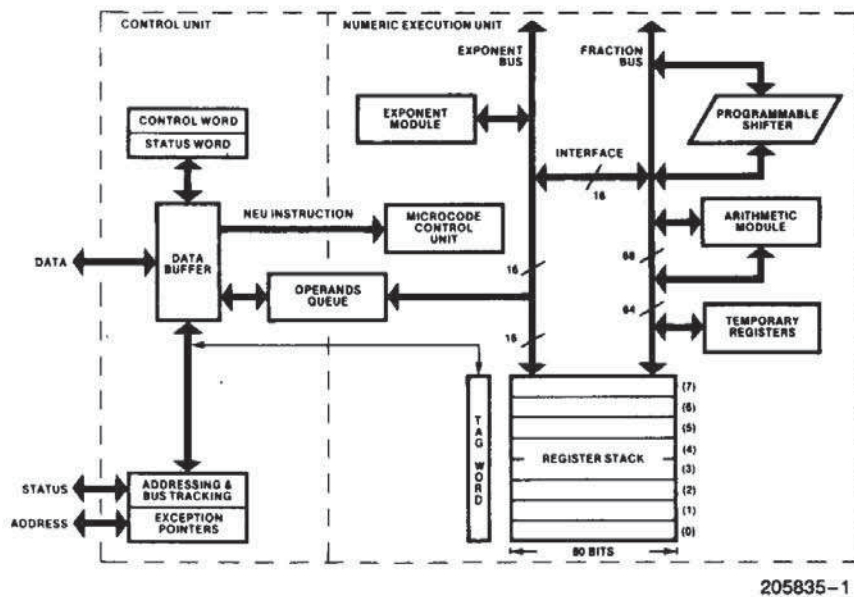 CONTROL UNIT
NUMERIC EXECUTION UNIT
EXPONENT
BUS
FRACTION
BUS
CONTROL WORD
STATUS WORD
EXPONENT
MODULE
PROGRAMMABLE
SHIFTER
INTERFACE
16
NEU INSTRUCTION
MICROCODE
CONTROL
UNIT
ARITHMETIC
MODULE
DATA
DATA
BUFFER
OPERANDS
QUEUE
16
68
16
64
TEMPORARY
REGISTERS
TAG WORD
REGISTER STACK
(7)
(6)
(5)
(4)
(3)
(2)
(1)
(0)
80 BITS
STATUS
ADDRESS
ADDRESSING &
BUS TRACKING
EXCEPTION
POINTERS
205835-1